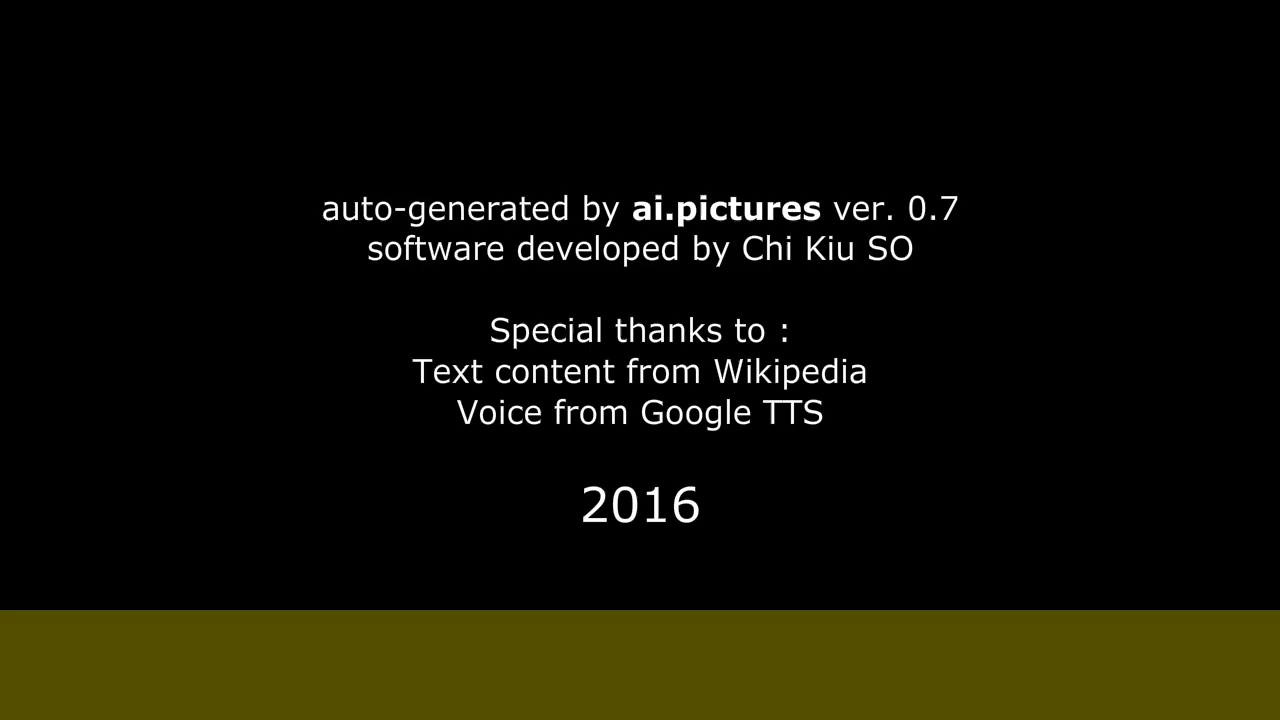 auto-generated by ai.pictures ver. 0.7
software developed by Chi Kiu SO
Special thanks to :
Text content from Wikipedia
Voice from Google TTS
2016